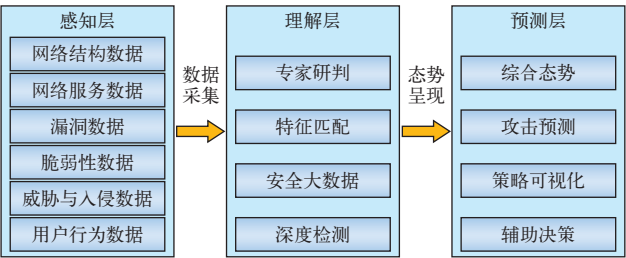 感知层
网络结构数据
网络服务数据
漏洞数据
脆弱性数据
威胁与入侵数据
用户行为数据
数据
采集
理解层
专家研判
特征匹配
安全大数据
深度检测
态势
呈现
预测层
综合态势
攻击预测
策略可视化
辅助决策